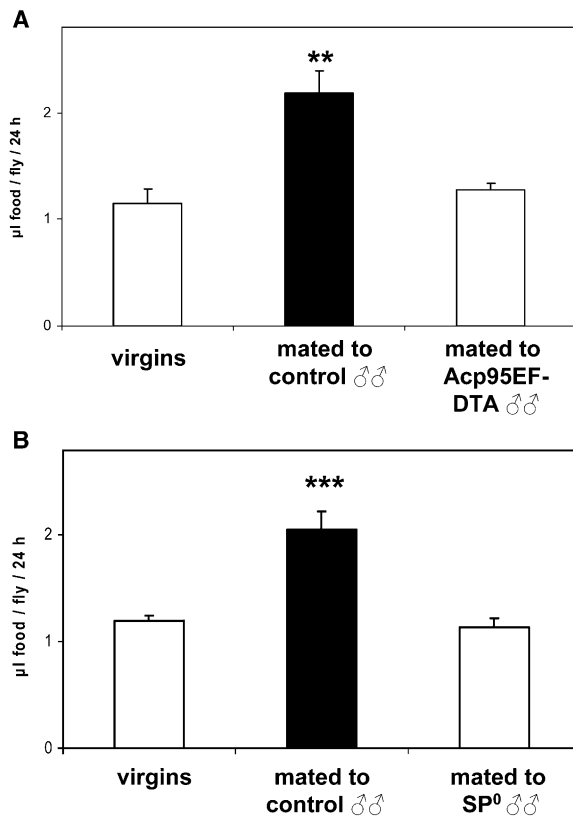 A
µl food / fly / 24 h
2
1
0
**
virgins
mated to
control ♂♂
mated to
Acp95EF-
DTA ♂♂
B
µl food / fly / 24 h
2
1
0
***
virgins
mated to
control ♂♂
mated to
SP⁰ ♂♂